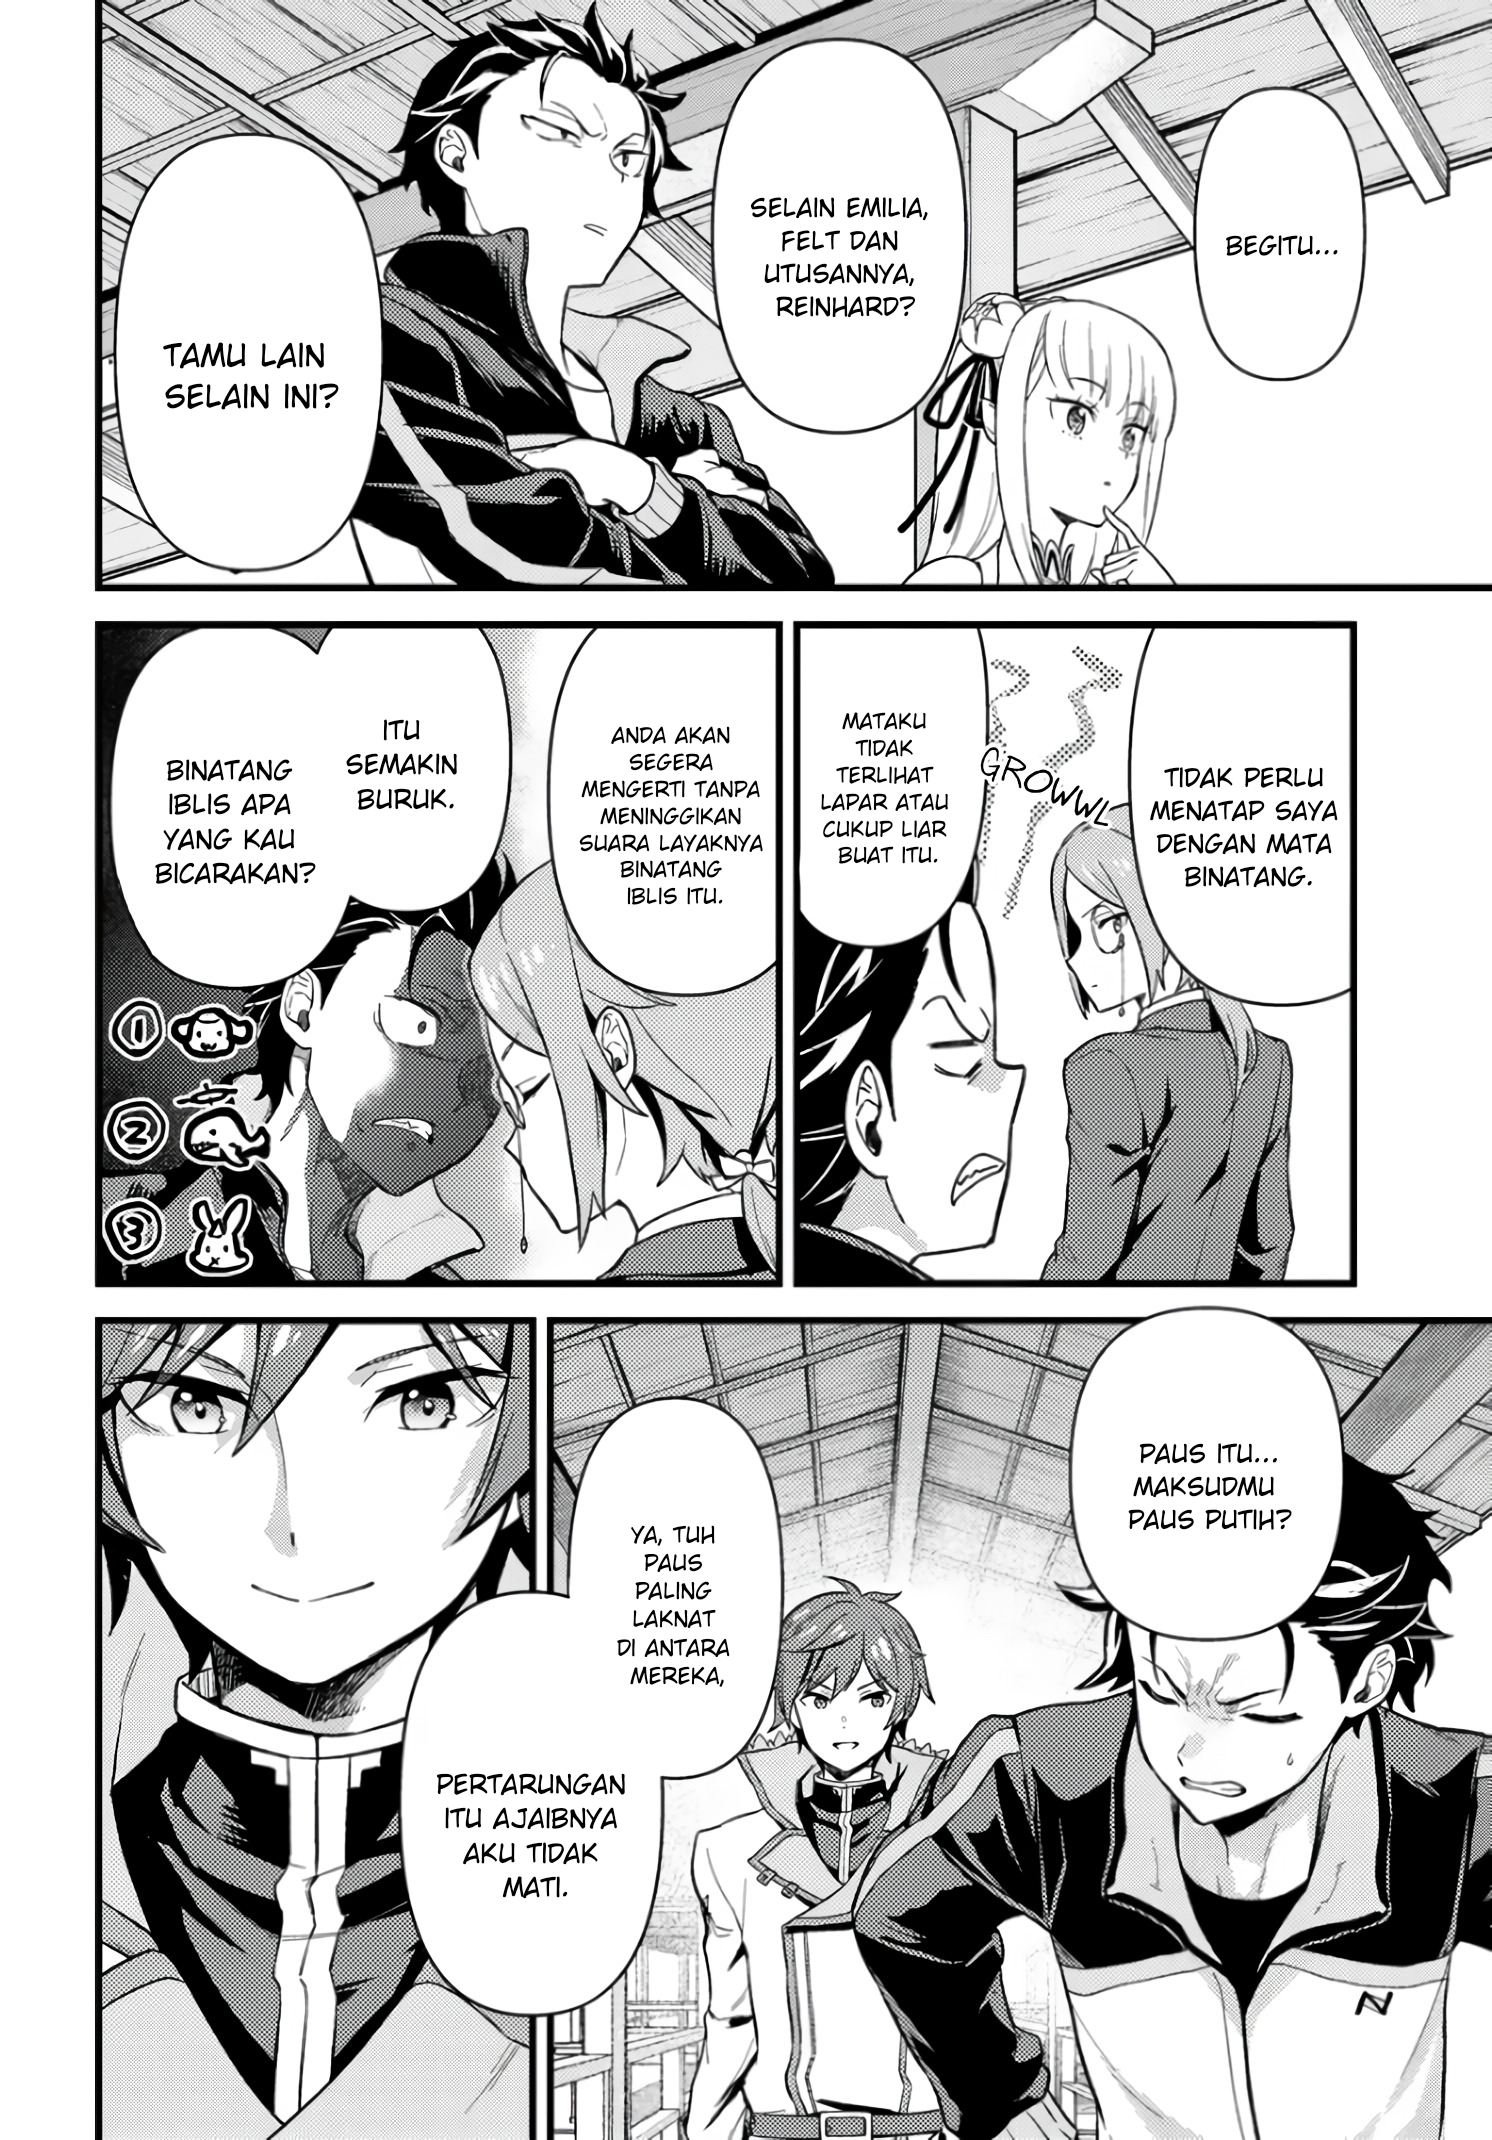 BEGITU...
SELAIN EMILIA,
FELT DAN
UTUSANNYA,
REINHARD?
TAMU LAIN
SELAIN INI?
TIDAK PERLU
MENATAP SAYA
DENGAN MATA
BINATANG.
GROWWL
MATAKU
TIDAK
TERLIHAT
LAPAR ATAU
CUKUP LIAR
BUAT ITU.
ANDA AKAN
SEGERA
MENGERTI TANPA
MENINGGIKAN
SUARA LAYAKNYA
BINATANG
IBLIS ITU.
ITU
SEMAKIN
BURUK.
BINATANG
IBLIS APA
YANG KAU
BICARAKAN?
1
2
3
PAUS ITU...
MAKSUDMU
PAUS PUTIH?
YA, TUH
PAUS
PALING
LAKNAT
DI ANTARA
MEREKA,
PERTARUNGAN
ITU AJAIBNYA
AKU TIDAK
MATI.
N